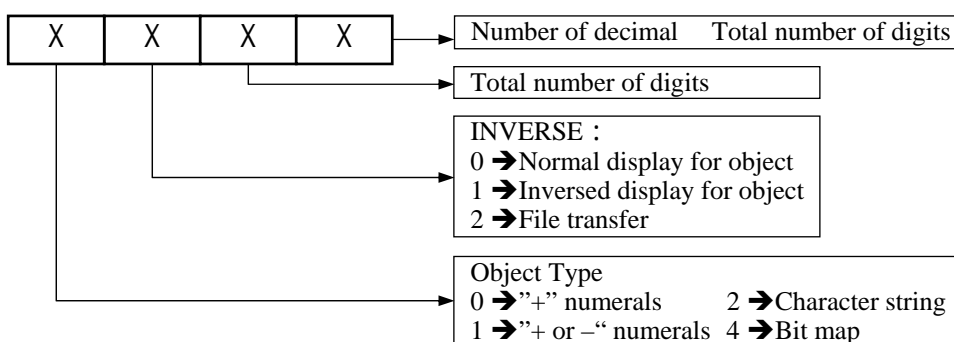 X X X X
Number of decimal Total number of digits
Total number of digits
INVERSE：
0 ➔Normal display for object
1 ➔Inversed display for object
2 ➔File transfer
Object Type
0 ➔”+” numerals 2 ➔Character string
1 ➔”+ or –“ numerals 4 ➔Bit map